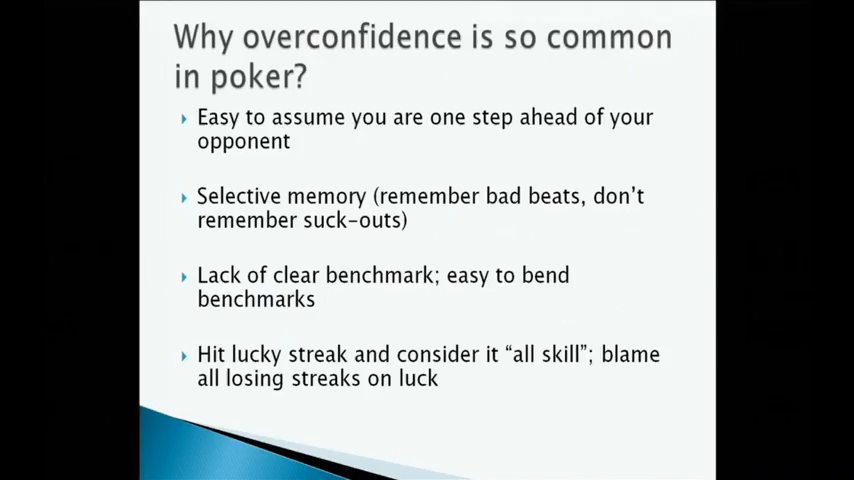 Why overconfidence is so common
in poker?
Easy to assume you are one step ahead of your
opponent
Selective memory (remember bad beats, don't
remember suck-outs)
Lack of clear benchmark; easy to bend
benchmarks
Hit lucky streak and consider it “all skill”; blame
all losing streaks on luck